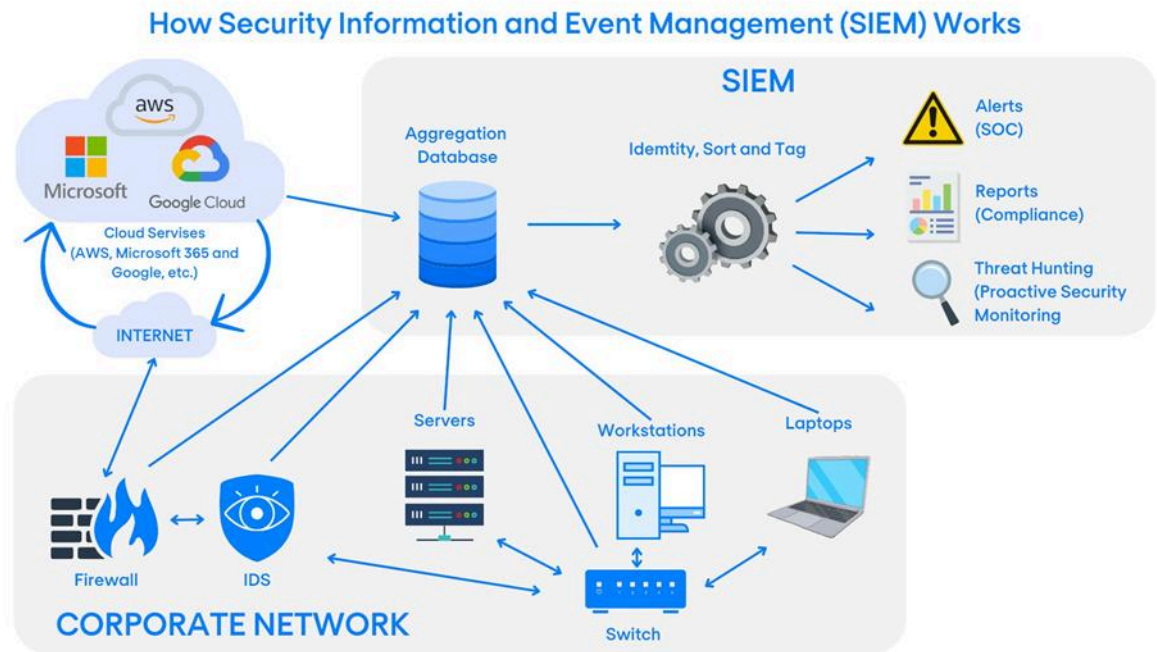 How Security Information and Event Management (SIEM) Works
aws
Microsoft
Google Cloud
Cloud Servises
(AWS, Microsoft 365 and
Google, etc.)
INTERNET
SIEM
Aggregation
Database
Idemtity, Sort and Tag
Alerts
(SOC)
Reports
(Compliance)
Threat Hunting
(Proactive Security
Monitoring
Servers
Workstations
Laptops
Firewall
IDS
Switch
CORPORATE NETWORK